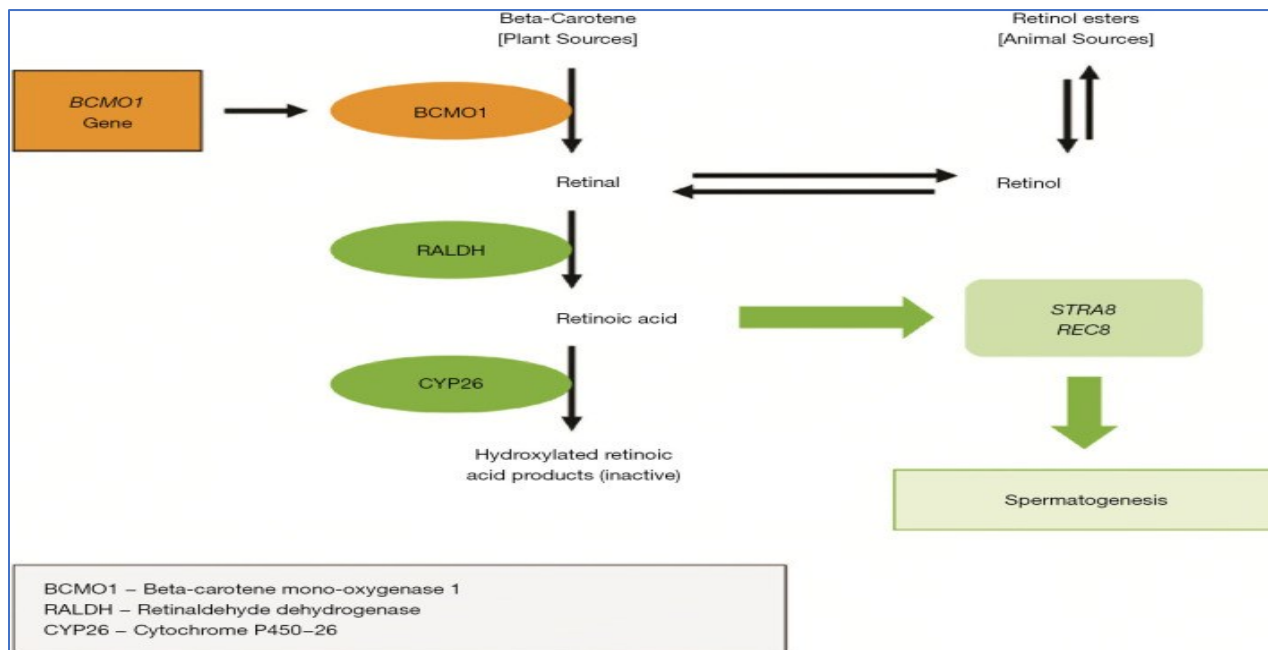 Beta-Carotene
[Plant Sources]
Retinol esters
[Animal Sources]
BCMO1
Gene
BCMO1
Retinal
Retinol
RALDH
Retinoic acid
STRA8
REC8
CYP26
Hydroxylated retinoic
acid products (inactive)
Spermatogenesis
BCMO1 – Beta-carotene mono-oxygenase 1
RALDH – Retinaldehyde dehydrogenase
CYP26 – Cytochrome P450–26